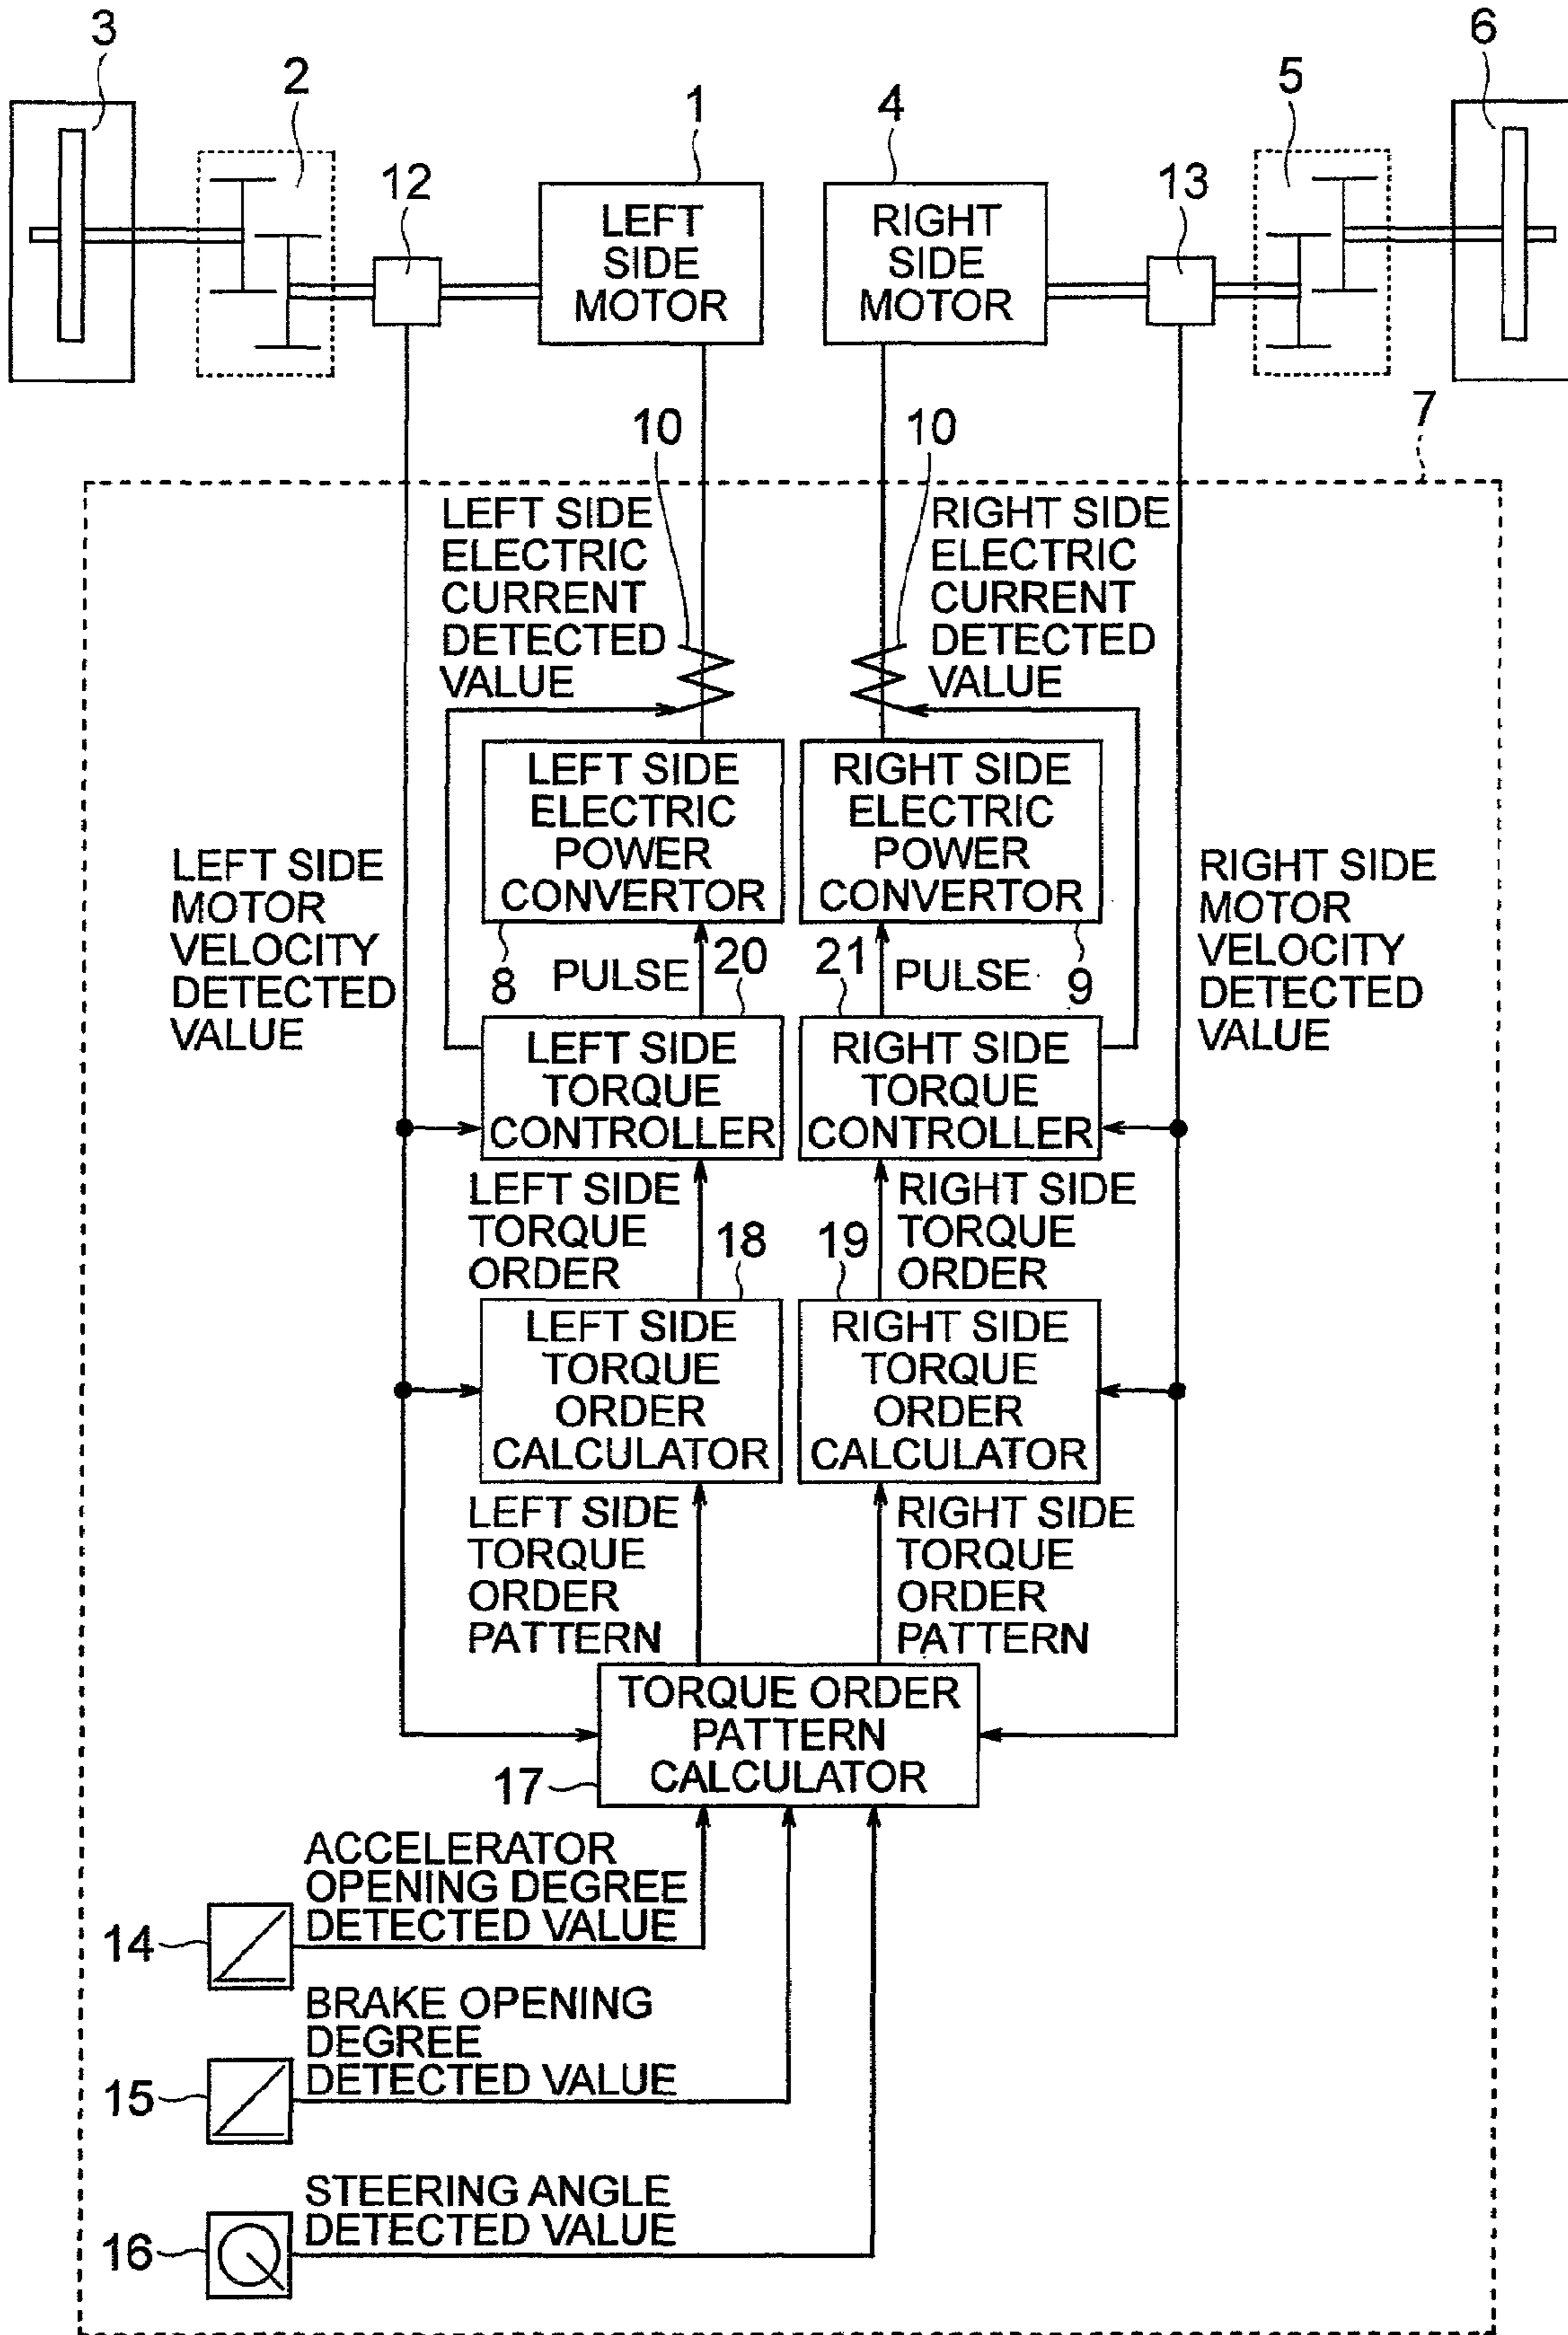 3
6
2
1
4
5
12
13
LEFT
SIDE
MOTOR
RIGHT
SIDE
MOTOR
7
10
10
LEFT SIDE
ELECTRIC
CURRENT
DETECTED
VALUE
RIGHT SIDE
ELECTRIC
CURRENT
DETECTED
VALUE
LEFT SIDE
ELECTRIC
POWER
CONVERTOR
RIGHT SIDE
ELECTRIC
POWER
CONVERTOR
LEFT SIDE
MOTOR
VELOCITY
DETECTED
VALUE
RIGHT SIDE
MOTOR
VELOCITY
DETECTED
VALUE
8
PULSE
20
21
PULSE
9
LEFT SIDE
TORQUE
CONTROLLER
RIGHT SIDE
TORQUE
CONTROLLER
LEFT SIDE
TORQUE
ORDER
18
19
RIGHT SIDE
TORQUE
ORDER
LEFT SIDE
TORQUE
ORDER
CALCULATOR
RIGHT SIDE
TORQUE
ORDER
CALCULATOR
LEFT SIDE
TORQUE
ORDER
PATTERN
RIGHT SIDE
TORQUE
ORDER
PATTERN
TORQUE ORDER
PATTERN
CALCULATOR
17
ACCELERATOR
OPENING DEGREE
DETECTED VALUE
14
BRAKE OPENING
DEGREE
DETECTED VALUE
15
STEERING ANGLE
DETECTED VALUE
16